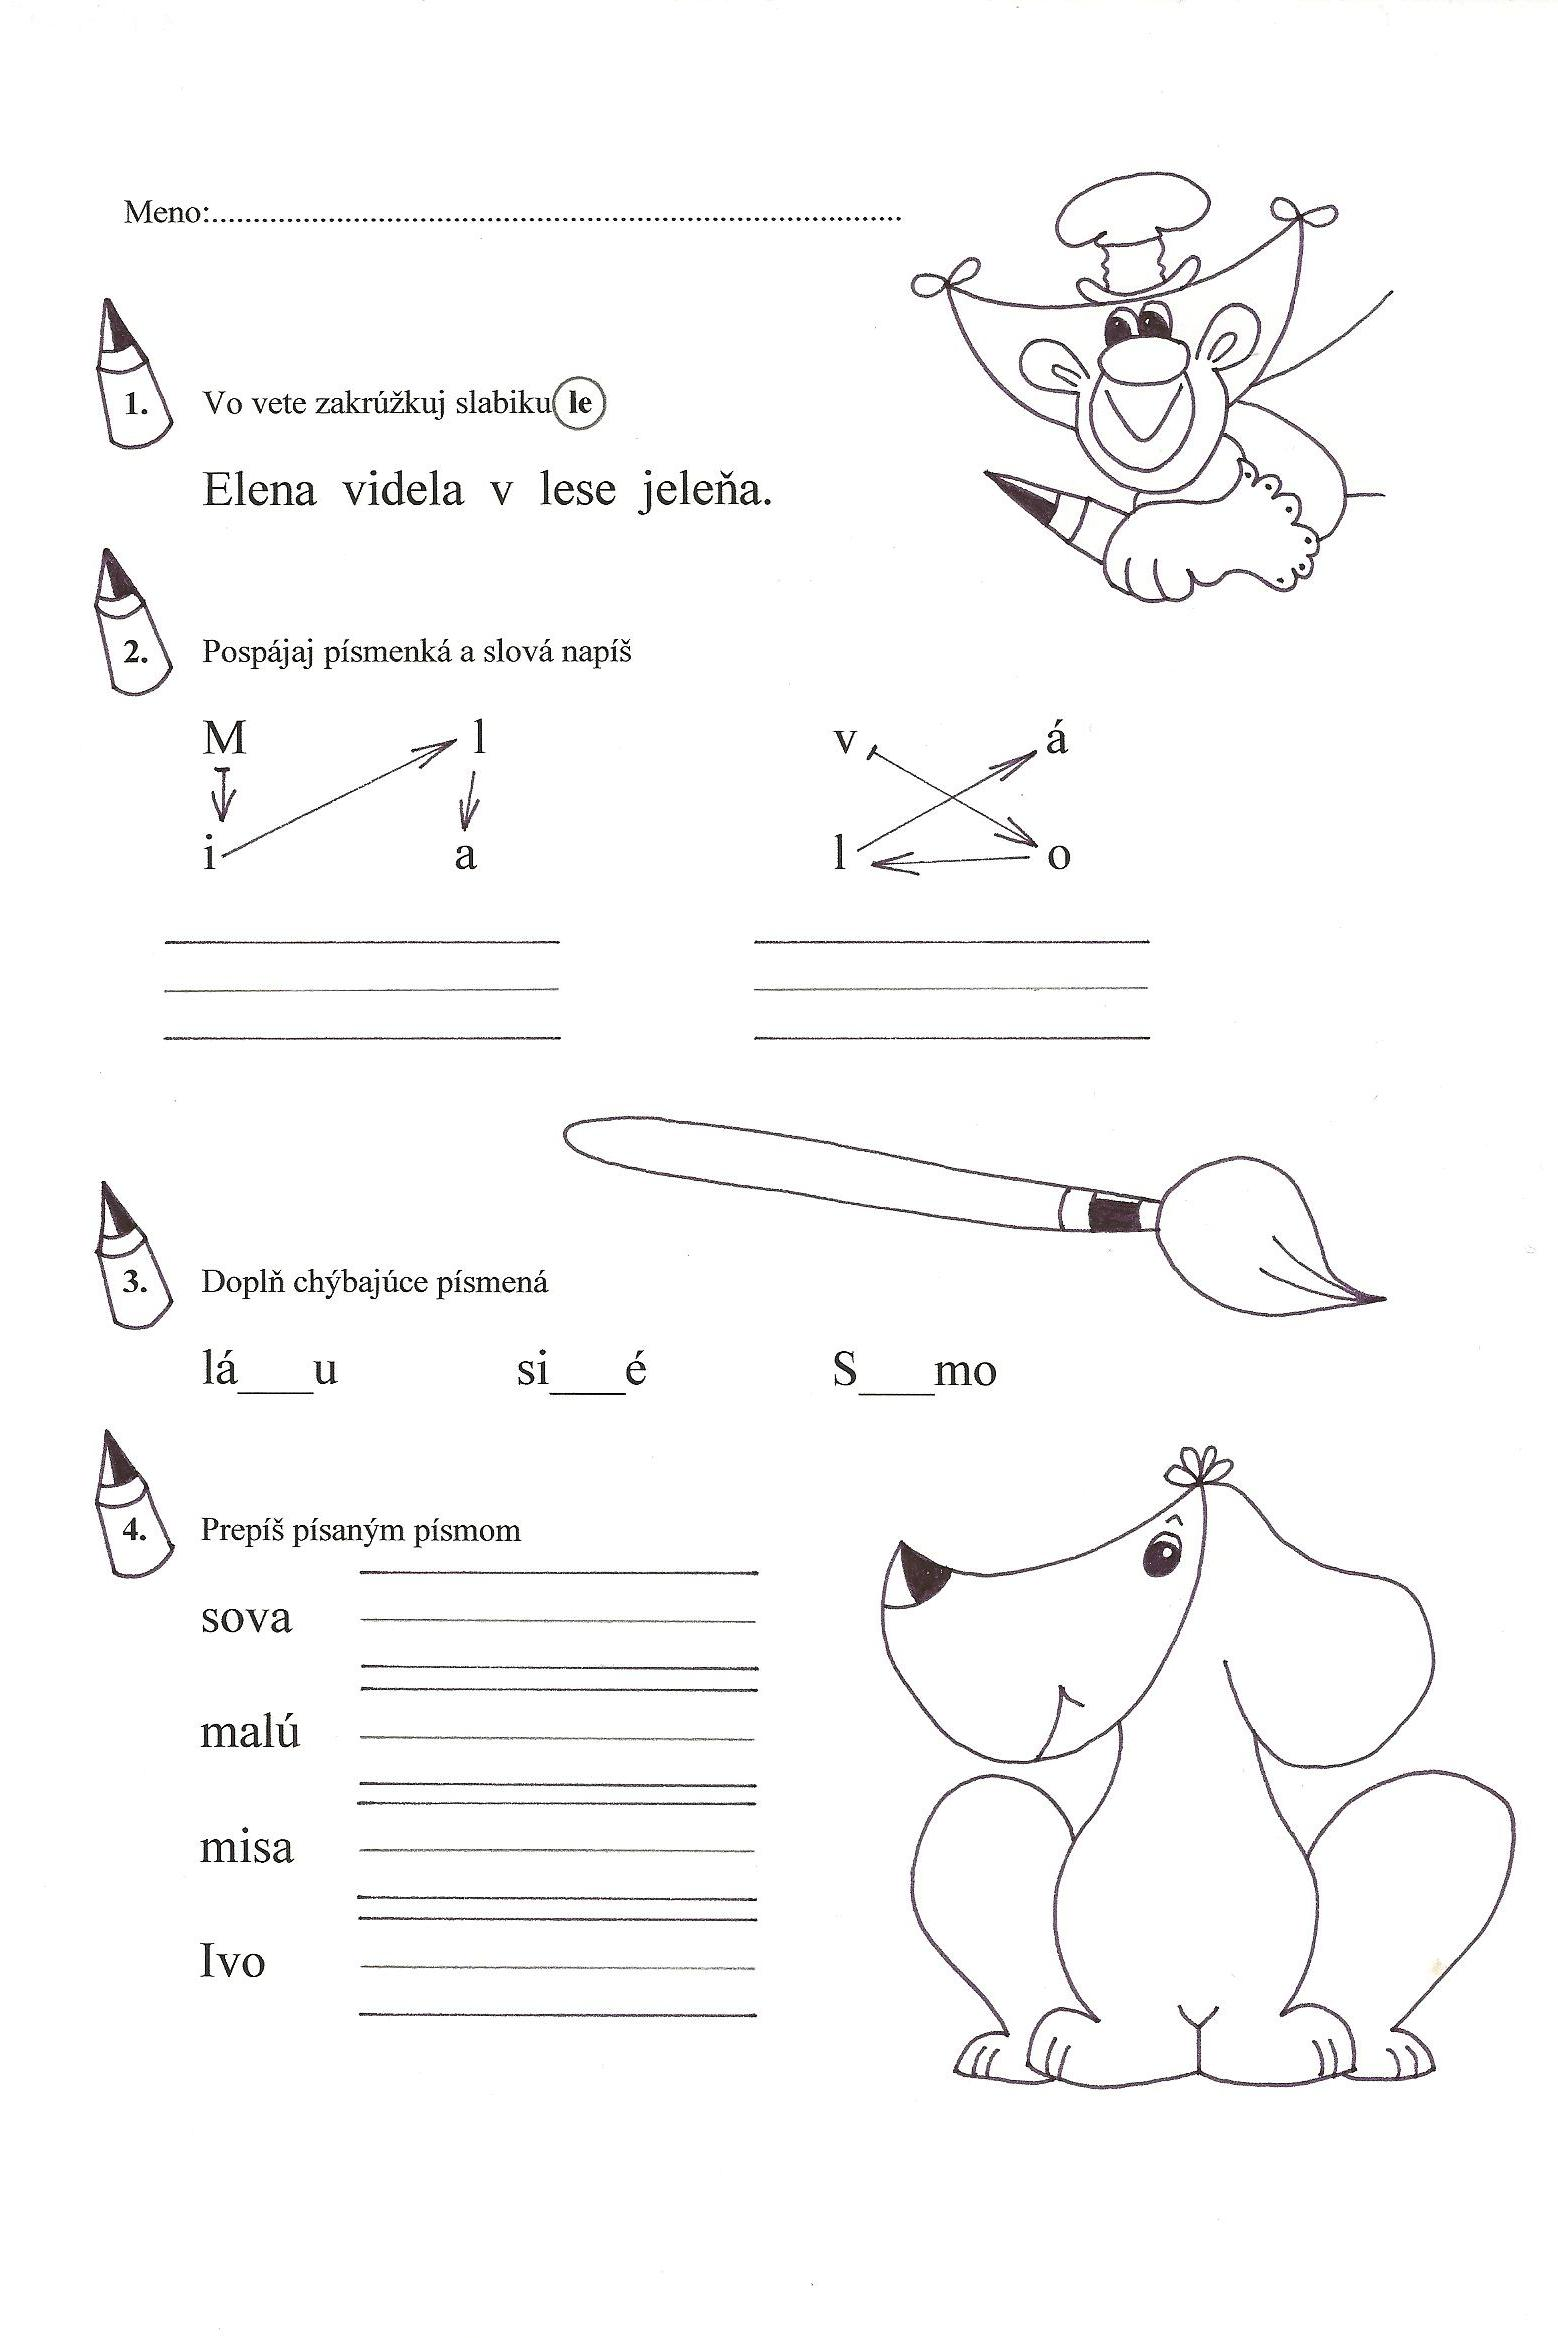 Meno:....................................................................................
1. Vo vete zakrúžkuj slabiku le
Elena videla v lese jeleňa.
2. Pospájaj písmenká a slová napíš
M l v á
i a l o
3. Doplň chýbajúce písmená
lá___u si___é S___mo
4. Prepíš písaným písmom
sova
malú
misa
Ivo